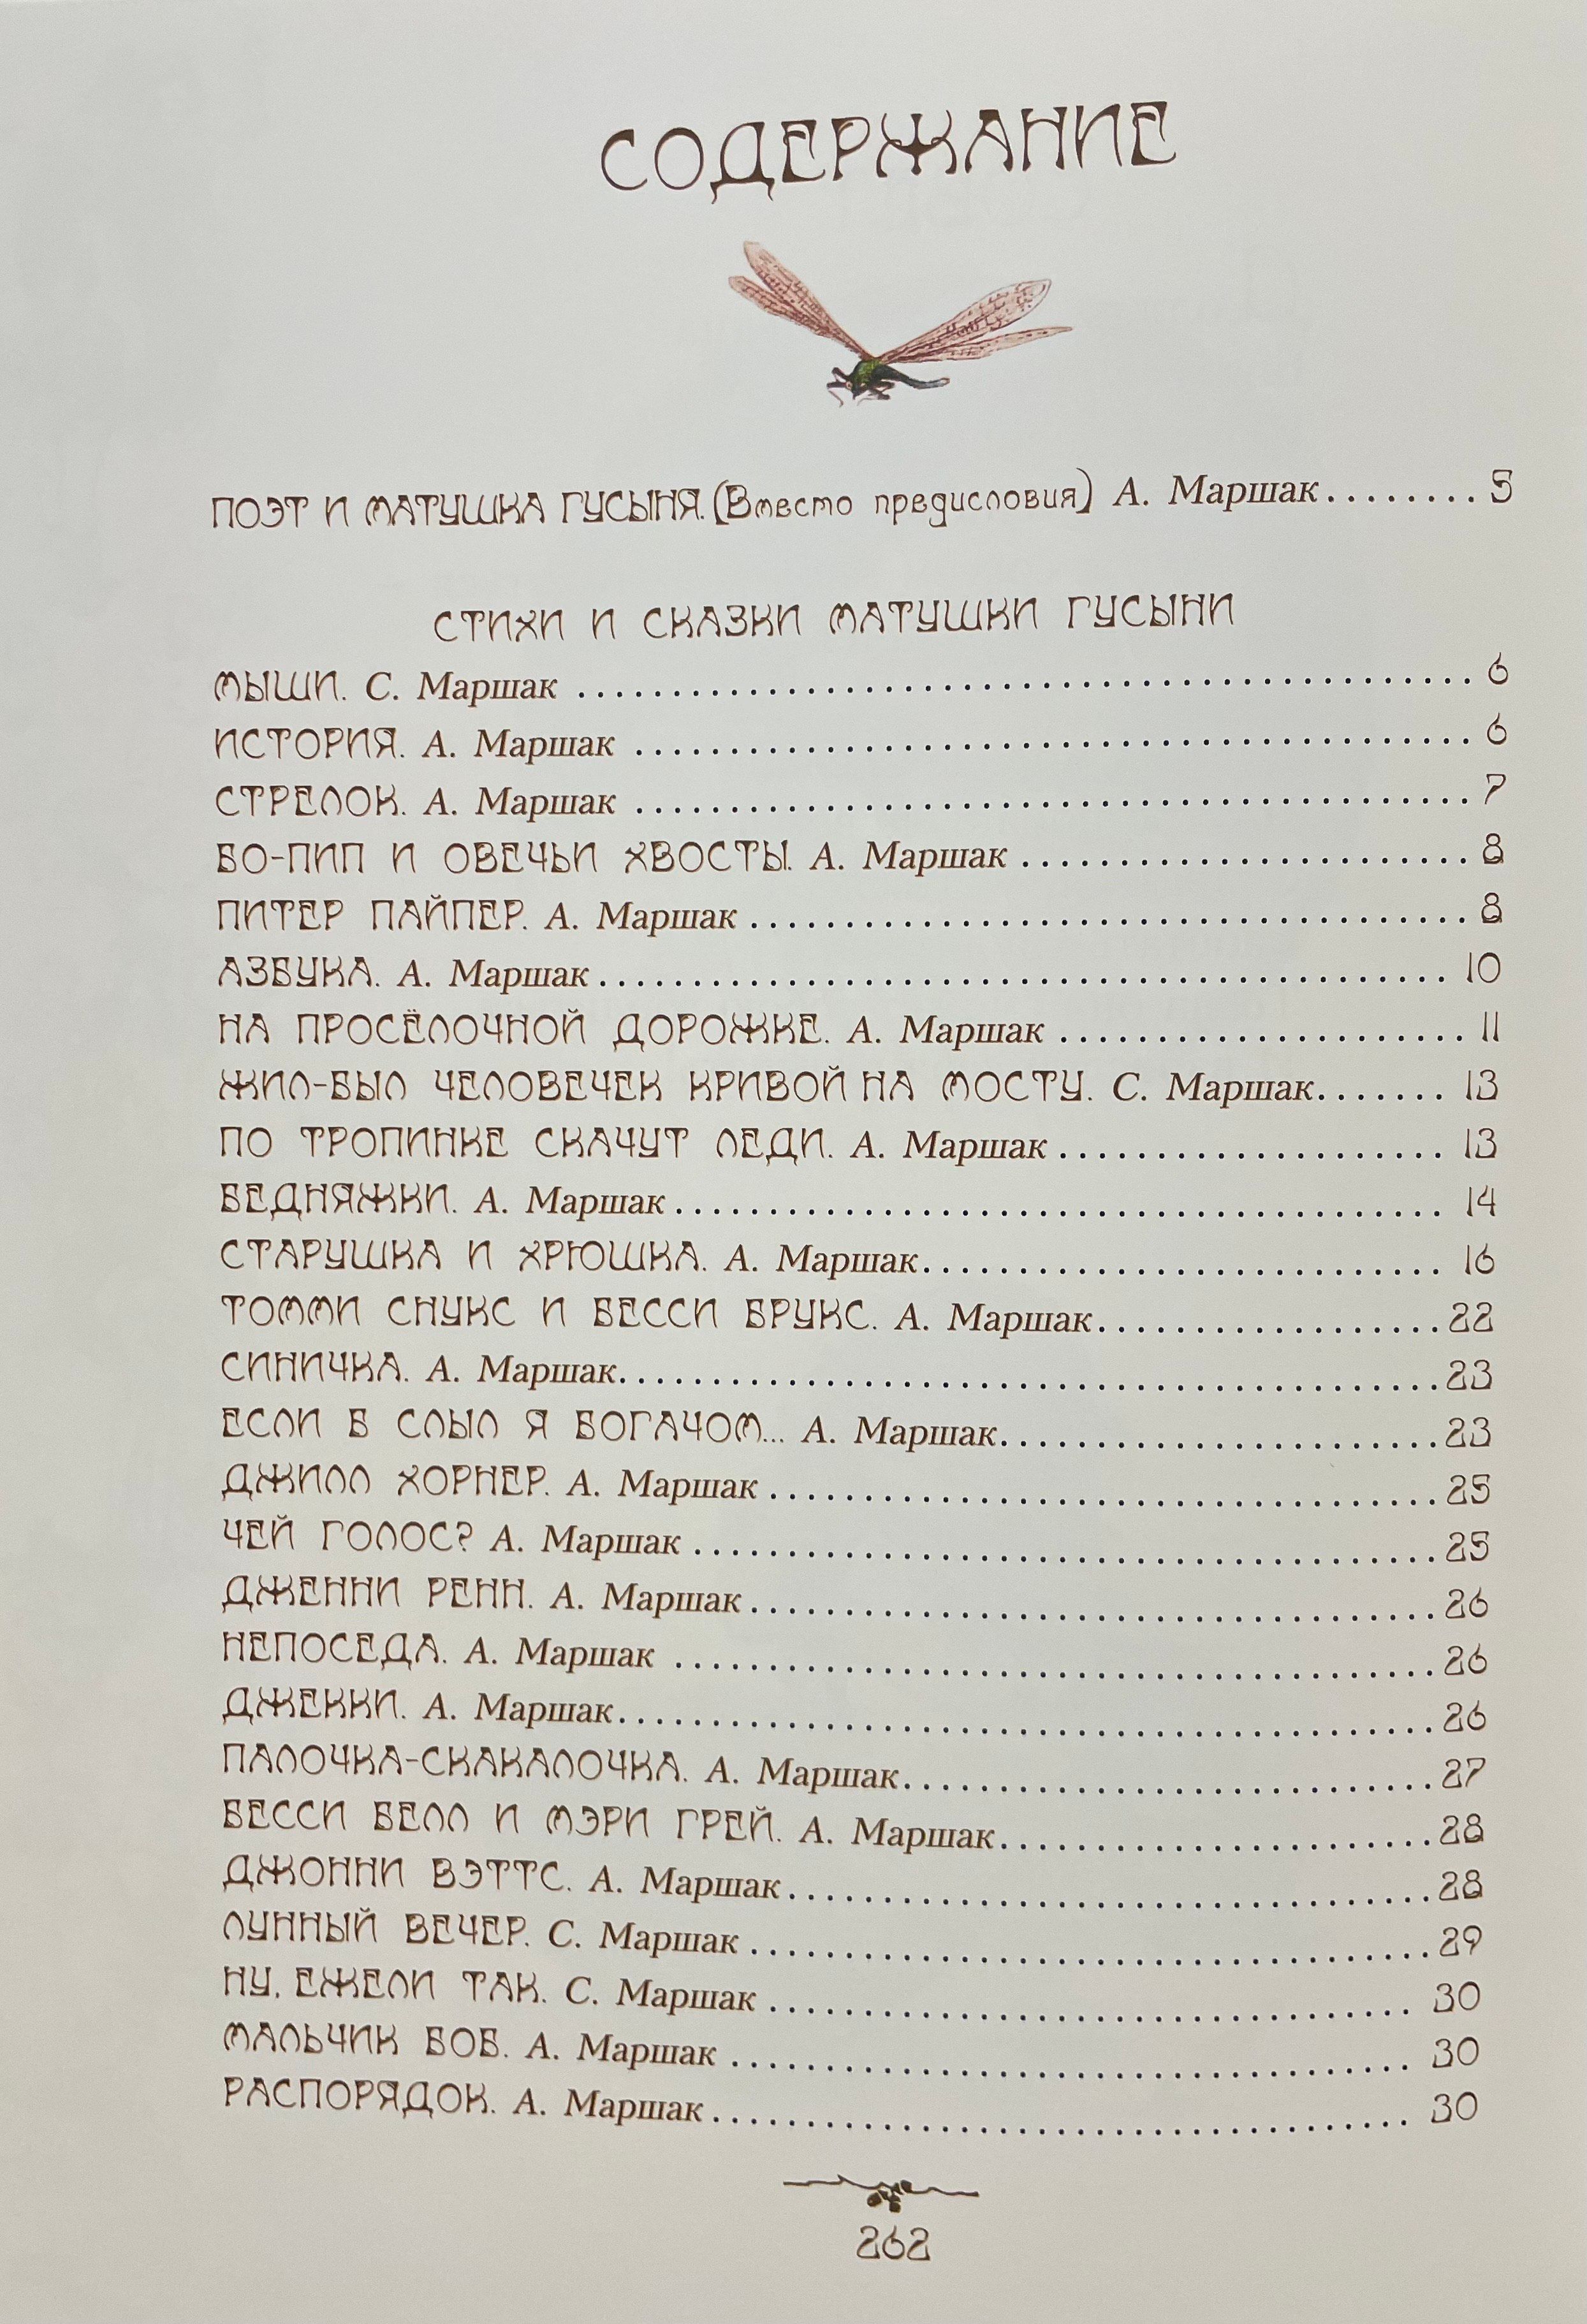 СОДЕРЖАНИЕ
ПОЭТ И МАТУШКА ГУСЫНЯ. (Вместо предисловия) А. Маршак........ 5
СТИХИ И СКАЗКИ МАТУШКИ ГУСЫНИ
МЫШИ. С. Маршак ........ 6
ИСТОРИЯ. А. Маршак ........ 6
СТРЕЛОК. А. Маршак ........ 7
БО-ПИП И ОВЕЧЬИ ХВОСТЫ. А. Маршак ........ 8
ПИТЕР ПАЙПЕР. А. Маршак ........ 8
АЗБУКА. А. Маршак ........ 10
НА ПРОСЁЛОЧНОЙ ДОРОЖКЕ. А. Маршак ........ 11
ЖИЛ-БЫЛ ЧЕЛОВЕЧЕК КРИВОЙ НА МОСТУ. С. Маршак....... 13
ПО ТРОПИНКЕ СКАЧУТ ЛЕДИ. А. Маршак ........ 13
БЕДНЯЖКИ. А. Маршак ........ 14
СТАРУШКА И ХРЮШКА. А. Маршак........ 16
ТОММИ СНУКС И БЕССИ БРУКС. А. Маршак........ 22
СИНИЧКА. А. Маршак........ 23
ЕСЛИ Б СЛЫЛ Я БОГАЧОМ... А. Маршак........ 23
ДЖИЛЛ ХОРНЕР. А. Маршак ........ 25
ЧЕЙ ГОЛОС? А. Маршак ........ 25
ДЖЕННИ РЕНН. А. Маршак ........ 26
НЕПОСЕДА. А. Маршак ........ 26
ДЖЕККИ. А. Маршак........ 26
ПАЛОЧКА-СКАКАЛОЧКА. А. Маршак........ 27
БЕССИ БЕЛЛ И МЭРИ ГРЕЙ. А. Маршак........ 28
ДЖОННИ ВЭТТС. А. Маршак ........ 28
ЛУННЫЙ ВЕЧЕР. С. Маршак ........ 29
НУ, ЕЖЕЛИ ТАК. С. Маршак ........ 30
МАЛЬЧИК БОБ. А. Маршак ........ 30
РАСПОРЯДОК. А. Маршак ........ 30
262